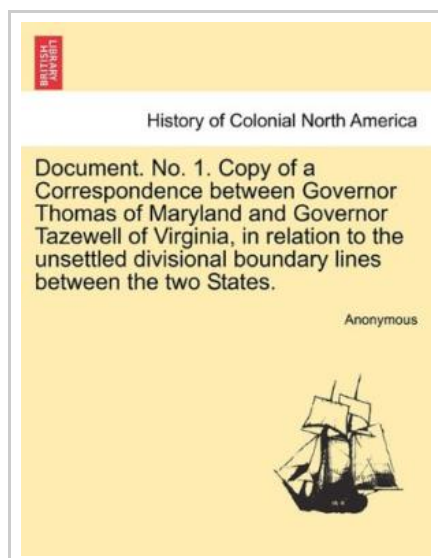 BRITISH
LIBRARY
History of Colonial North America
Document. No. 1. Copy of a
Correspondence between Governor
Thomas of Maryland and Governor
Tazewell of Virginia, in relation to the
unsettled divisional boundary lines
between the two States.
Anonymous